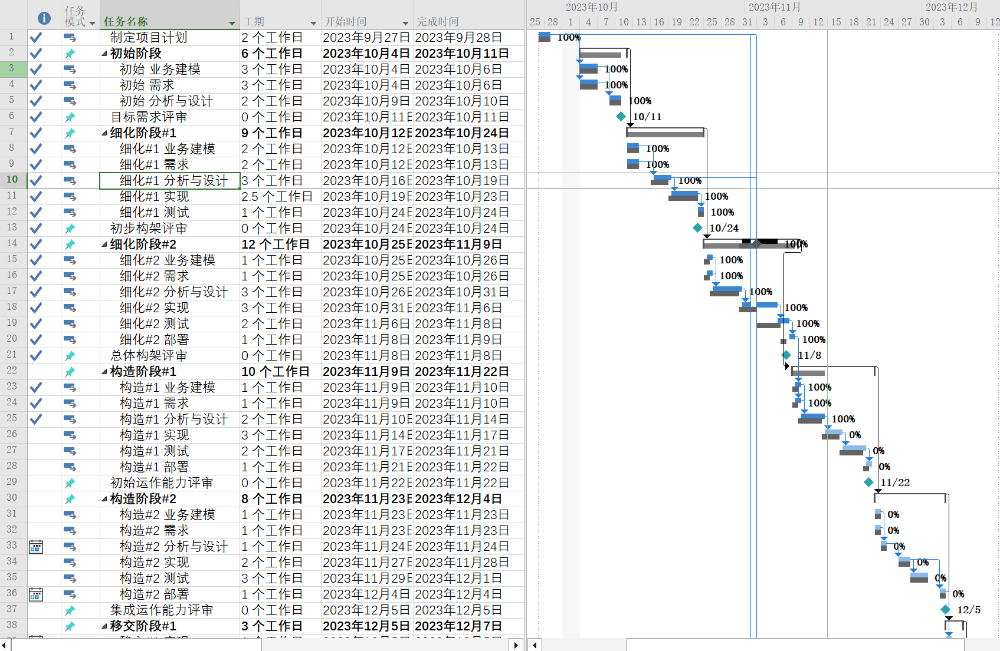 任务模式 任务名称 工期 开始时间 完成时间
2023年10月 2023年11月 2023年12月
25 28 1 4 7 10 13 16 19 22 25 28 31 3 6 9 12 15 18 21 24 27 30 3 6 9 12
1 制定项目计划 2 个工作日 2023年9月27日 2023年9月28日 100%
2 初始阶段 6 个工作日 2023年10月4日 2023年10月11日
3 初始 业务建模 3 个工作日 2023年10月4日 2023年10月6日 100%
4 初始 需求 3 个工作日 2023年10月4日 2023年10月6日 100%
5 初始 分析与设计 2 个工作日 2023年10月9日 2023年10月10日 100%
6 目标需求评审 0 个工作日 2023年10月11日 2023年10月11日 10/11
7 细化阶段#1 9 个工作日 2023年10月12日 2023年10月24日
8 细化#1 业务建模 2 个工作日 2023年10月12日 2023年10月13日 100%
9 细化#1 需求 2 个工作日 2023年10月12日 2023年10月13日 100%
10 细化#1 分析与设计 3 个工作日 2023年10月16日 2023年10月19日 100%
11 细化#1 实现 2.5 个工作日 2023年10月19日 2023年10月23日 100%
12 细化#1 测试 1 个工作日 2023年10月24日 2023年10月24日 100%
13 初步构架评审 0 个工作日 2023年10月24日 2023年10月24日 10/24
14 细化阶段#2 12 个工作日 2023年10月25日 2023年11月9日 100%
15 细化#2 业务建模 1 个工作日 2023年10月25日 2023年10月26日 100%
16 细化#2 需求 1 个工作日 2023年10月25日 2023年10月26日 100%
17 细化#2 分析与设计 3 个工作日 2023年10月26日 2023年10月31日 100%
18 细化#2 实现 3 个工作日 2023年10月31日 2023年11月6日 100%
19 细化#2 测试 2 个工作日 2023年11月6日 2023年11月8日 100%
20 细化#2 部署 1 个工作日 2023年11月8日 2023年11月9日 100%
21 总体构架评审 0 个工作日 2023年11月8日 2023年11月8日 11/8
22 构造阶段#1 10 个工作日 2023年11月9日 2023年11月22日
23 构造#1 业务建模 1 个工作日 2023年11月9日 2023年11月10日 100%
24 构造#1 需求 1 个工作日 2023年11月9日 2023年11月10日 100%
25 构造#1 分析与设计 2 个工作日 2023年11月10日 2023年11月14日 100%
26 构造#1 实现 3 个工作日 2023年11月14日 2023年11月17日 0%
27 构造#1 测试 2 个工作日 2023年11月17日 2023年11月21日 0%
28 构造#1 部署 1 个工作日 2023年11月21日 2023年11月22日 0%
29 初始运作能力评审 0 个工作日 2023年11月22日 2023年11月22日 11/22
30 构造阶段#2 8 个工作日 2023年11月23日 2023年12月4日
31 构造#2 业务建模 1 个工作日 2023年11月23日 2023年11月23日 0%
32 构造#2 需求 1 个工作日 2023年11月23日 2023年11月23日 0%
33 构造#2 分析与设计 1 个工作日 2023年11月24日 2023年11月24日 0%
34 构造#2 实现 2 个工作日 2023年11月27日 2023年11月28日 0%
35 构造#2 测试 3 个工作日 2023年11月29日 2023年12月1日 0%
36 构造#2 部署 1 个工作日 2023年12月4日 2023年12月4日 0%
37 集成运作能力评审 0 个工作日 2023年12月5日 2023年12月5日 12/5
38 移交阶段#1 3 个工作日 2023年12月5日 2023年12月7日